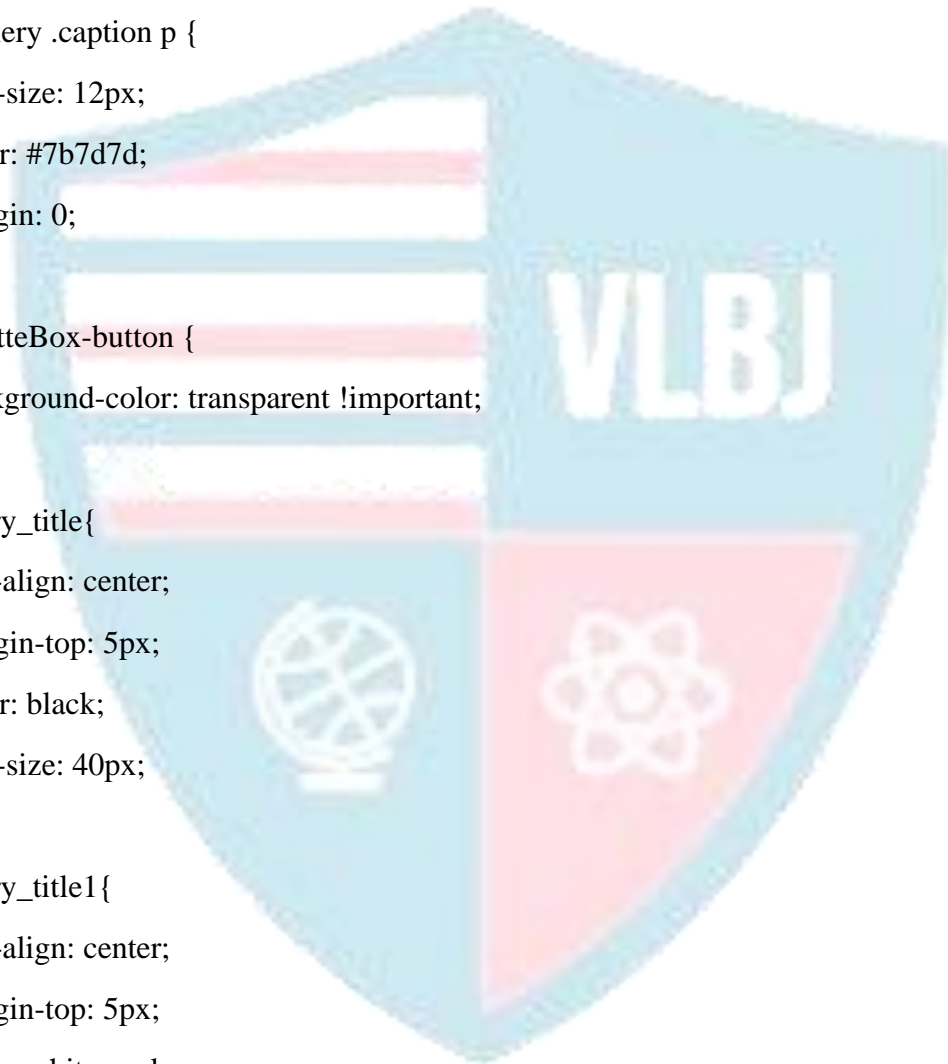 ery .caption p {
-size: 12px;
r: #7b7d7d;
gin: 0;
tteBox-button {
kground-color: transparent !important;
VLBJ
y_title{
-align: center;
gin-top: 5px;
r: black;
-size: 40px;
y_title1{
-align: center;
gin-top: 5px;